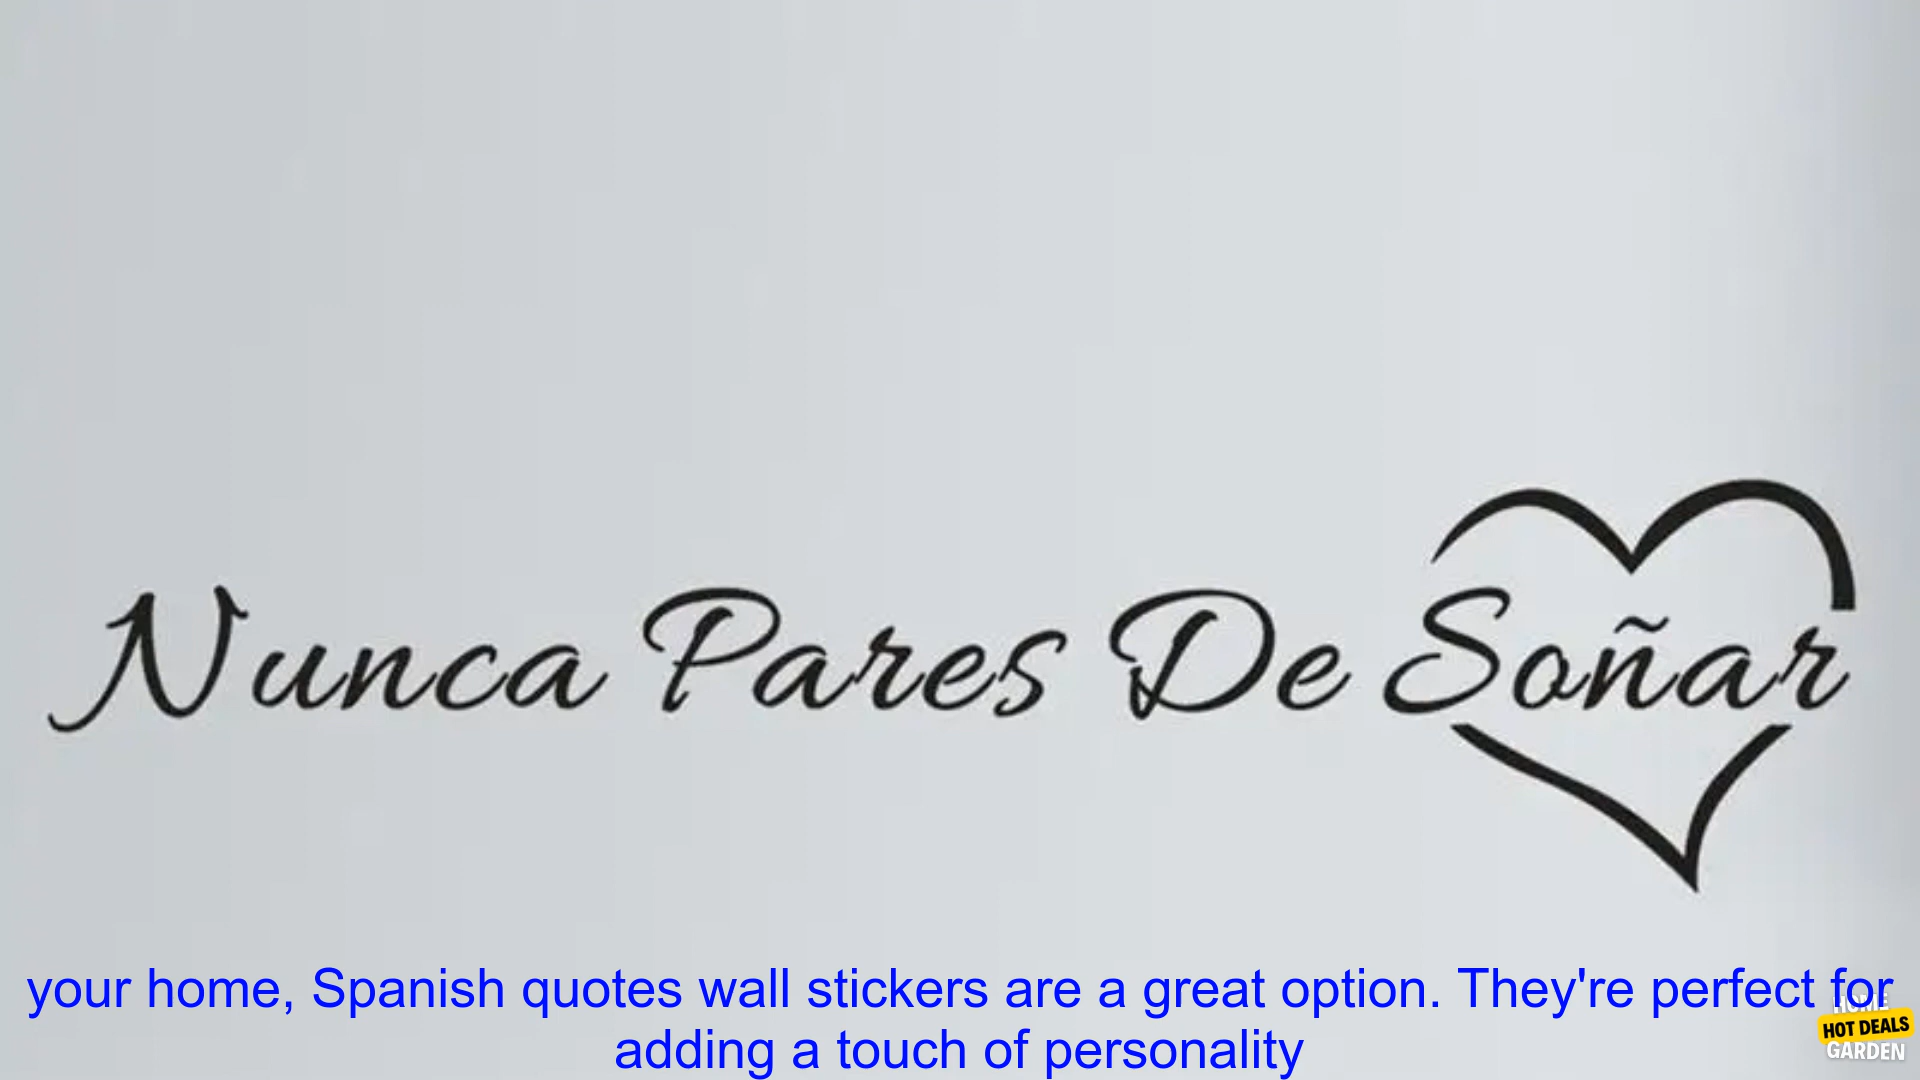 Nunca Pares De Soñar
your home, Spanish quotes wall stickers are a great option. They're perfect for
adding a touch of personality
HOME
HOT DEALS
GARDEN